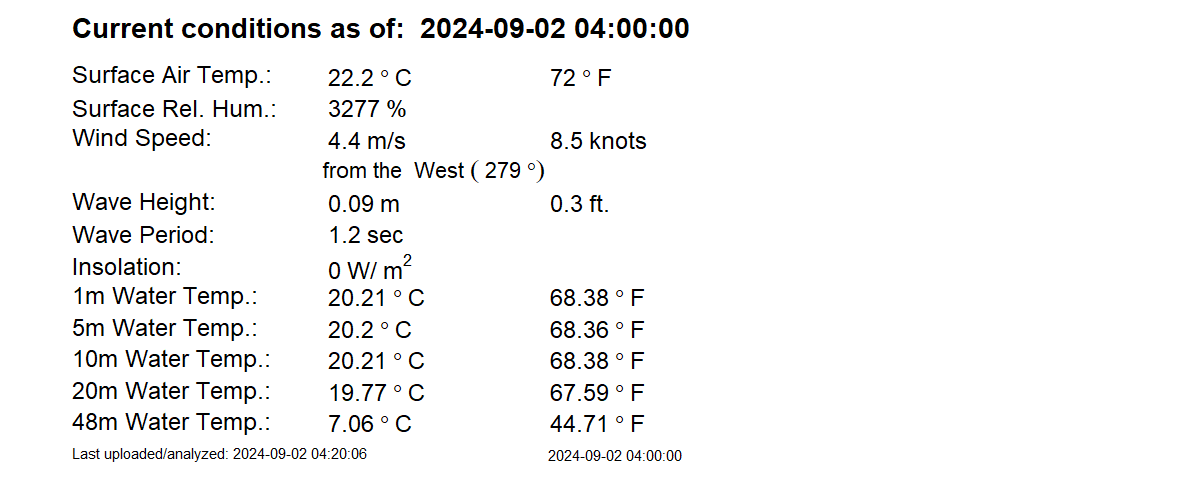 Current conditions as of: 2024-09-02 04:00:00
Surface Air Temp.: 22.2 ° C 72 ° F
Surface Rel. Hum.: 3277 %
Wind Speed: 4.4 m/s 8.5 knots
from the West ( 279 °)
Wave Height: 0.09 m 0.3 ft.
Wave Period: 1.2 sec
Insolation: 0 W/ m²
1m Water Temp.: 20.21 ° C 68.38 ° F
5m Water Temp.: 20.2 ° C 68.36 ° F
10m Water Temp.: 20.21 ° C 68.38 ° F
20m Water Temp.: 19.77 ° C 67.59 ° F
48m Water Temp.: 7.06 ° C 44.71 ° F
Last uploaded/analyzed: 2024-09-02 04:20:06 2024-09-02 04:00:00